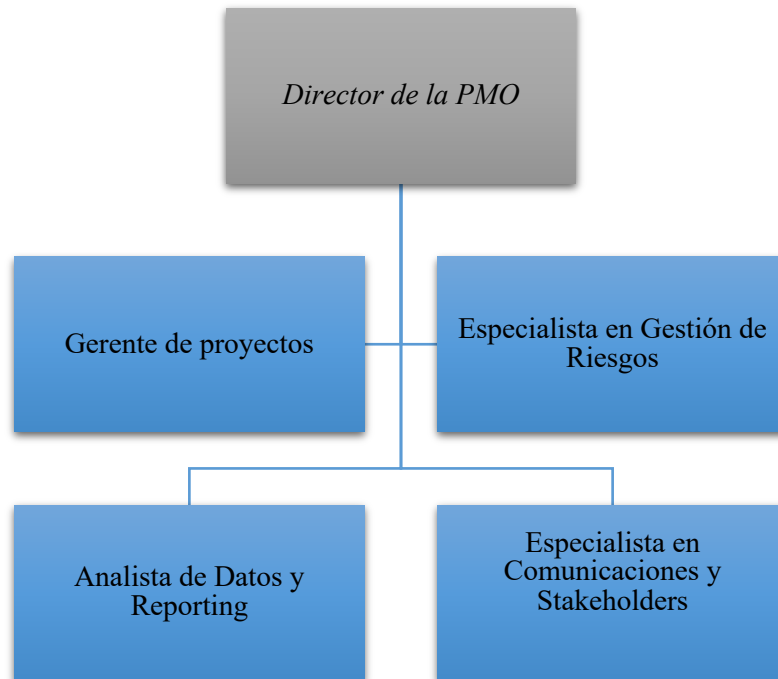 Director de la PMO
Gerente de proyectos
Especialista en Gestión de
Riesgos
Analista de Datos y
Reporting
Especialista en
Comunicaciones y
Stakeholders